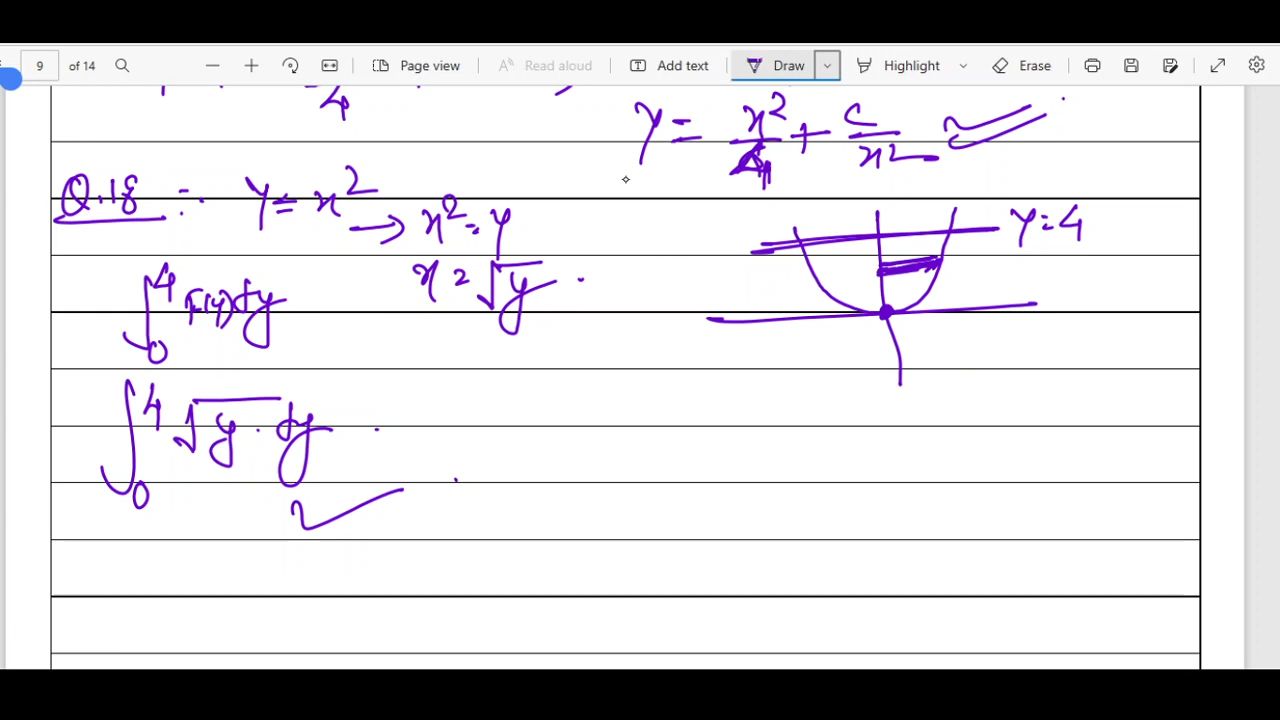 9 of 14 Page view Read aloud Add text Draw Highlight Erase
4
y = x²/4 + c/x²
Q.18 : y = x² → x² = y
y = 4
x = √y
∫₀⁴ f(y) dy
∫₀⁴ √y · dy